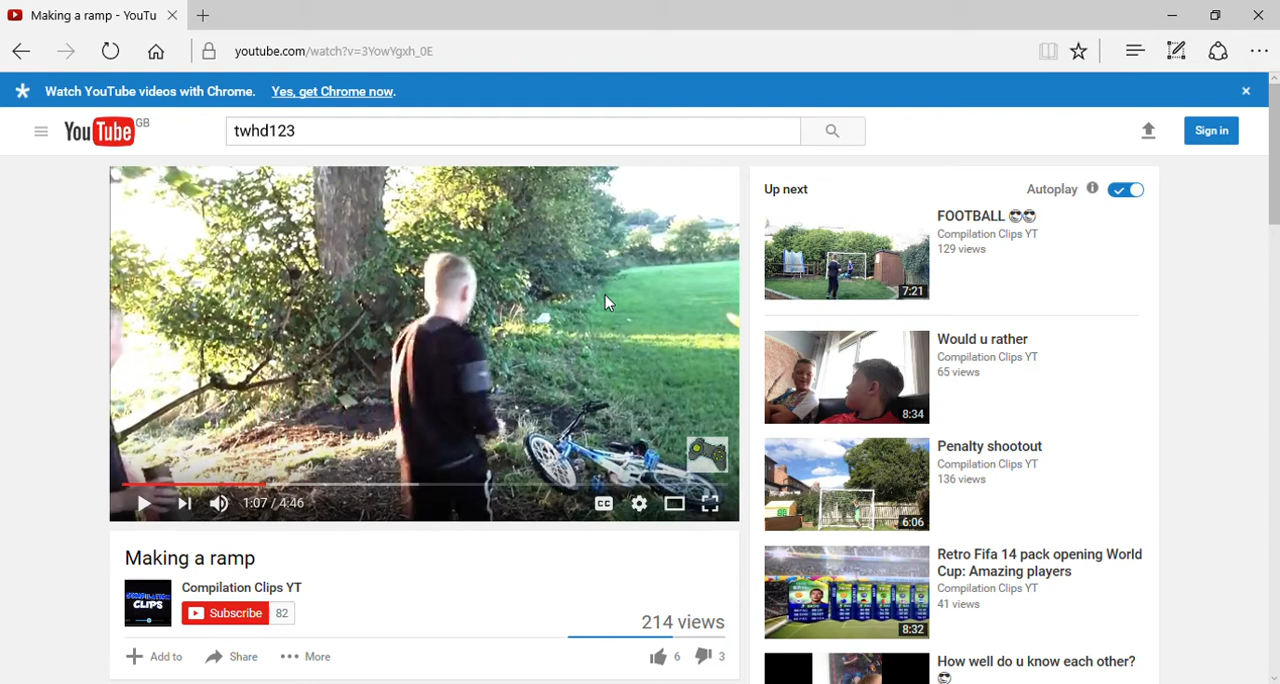 Making a ramp - YouTu
youtube.com/watch?v=3YowYgxh_0E
Watch YouTube videos with Chrome. Yes, get Chrome now.
YouTube GB
twhd123
Sign in
1:07 / 4:46
CC
Making a ramp
COMPILATION CLIPS
Compilation Clips YT
Subscribe 82
214 views
Add to Share More
6 3
Up next
Autoplay
FOOTBALL 😎😎
Compilation Clips YT
129 views
7:21
Would u rather
Compilation Clips YT
65 views
8:34
Penalty shootout
Compilation Clips YT
136 views
6:06
Retro Fifa 14 pack opening World
Cup: Amazing players
Compilation Clips YT
41 views
8:32
How well do u know each other?
😎